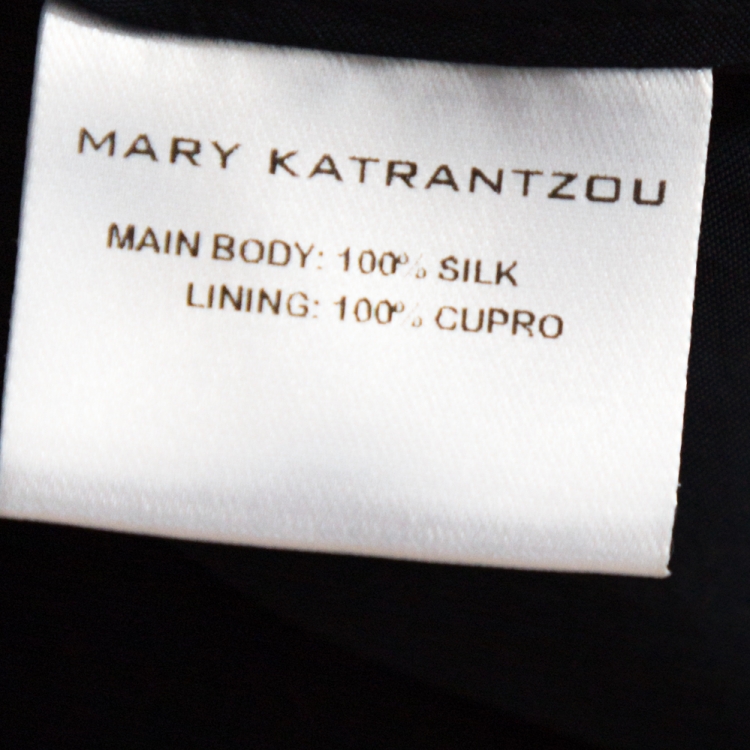 MARY KATRANTZOU
MAIN BODY: 100% SILK
LINING: 100% CUPRO